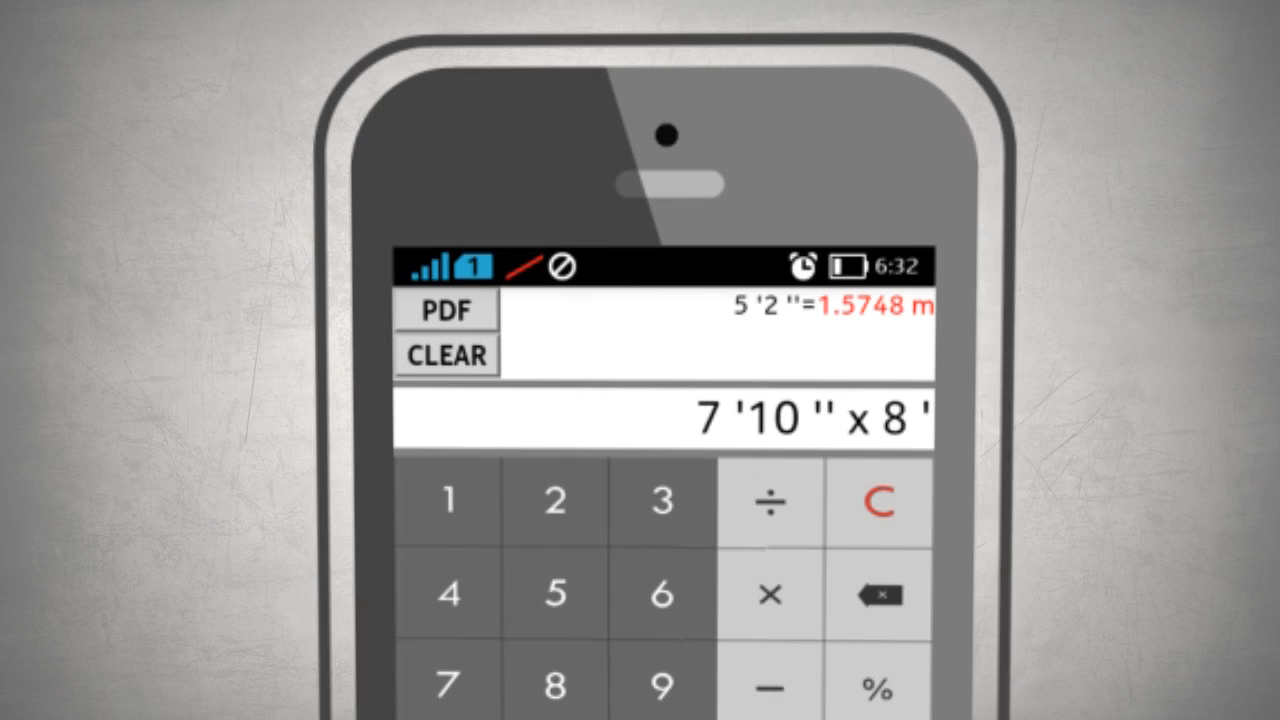 1 6:32
PDF 5 '2 ''=1.5748 m
CLEAR
7 '10 '' x 8 '
1 2 3 ÷ C
4 5 6 × ×
7 8 9 − %